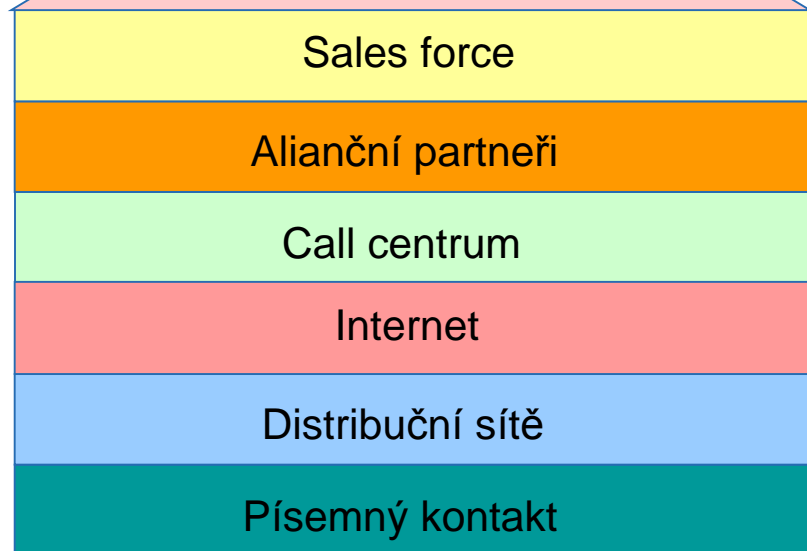 Sales force
Alianční partneři
Call centrum
Internet
Distribuční sítě
Písemný kontakt